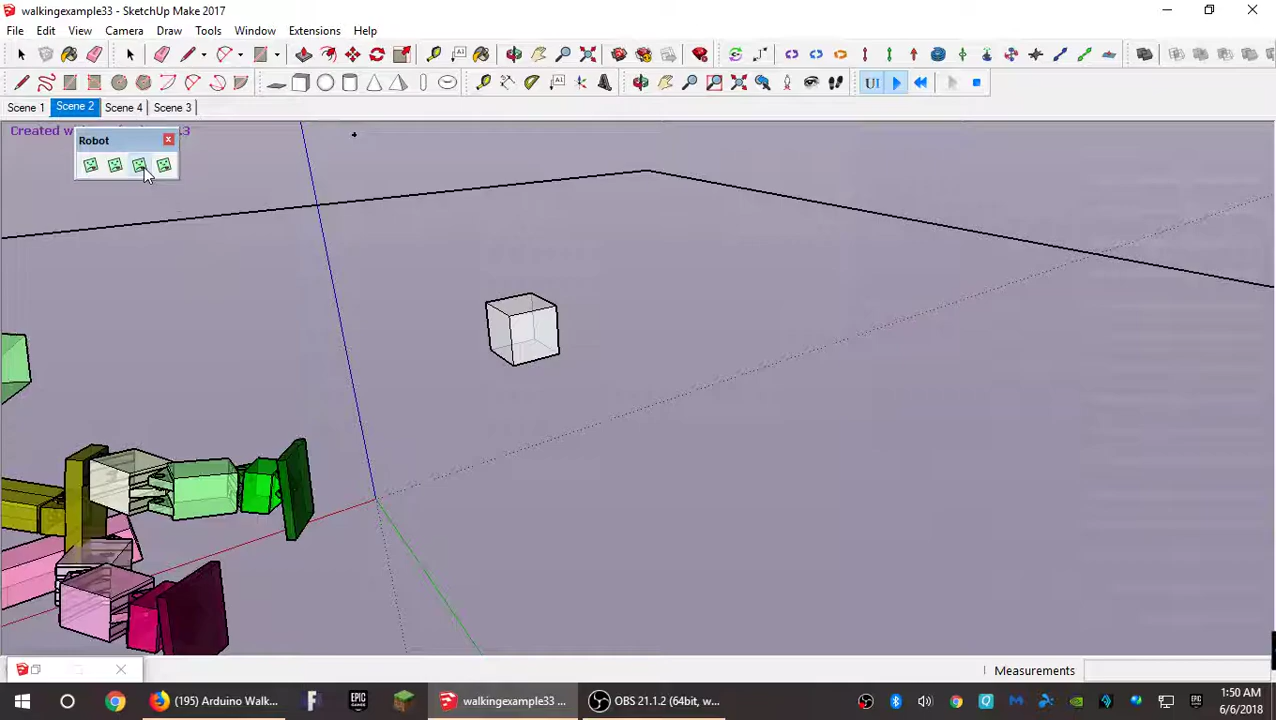 walkingexample33 - SketchUp Make 2017
File Edit View Camera Draw Tools Window Extensions Help
UI
Scene 1 Scene 2 Scene 4 Scene 3
Created w 3
Robot
Measurements
(195) Arduino Walk...
walkingexample33 ...
OBS 21.1.2 (64bit, w...
1:50 AM
6/6/2018